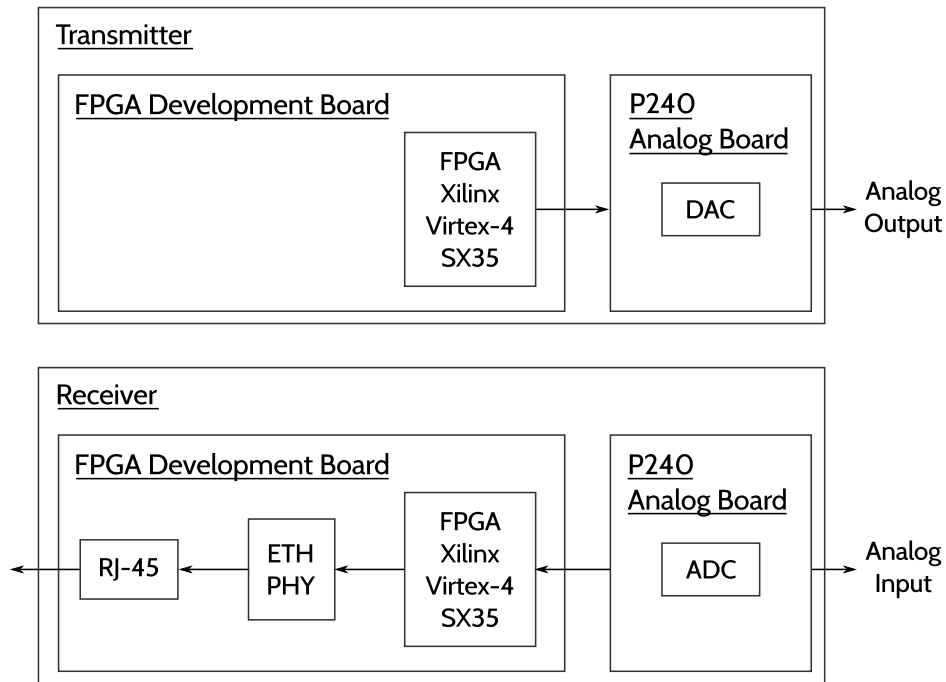 Transmitter
FPGA Development Board
FPGA
Xilinx
Virtex-4
SX35
P240
Analog Board
DAC
Analog
Output
Receiver
FPGA Development Board
RJ-45
ETH
PHY
FPGA
Xilinx
Virtex-4
SX35
P240
Analog Board
ADC
Analog
Input